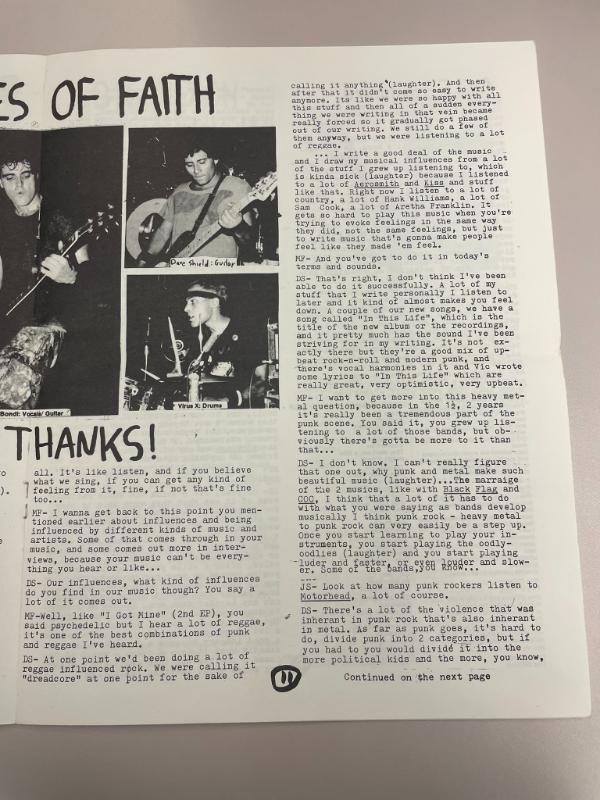 ES OF FAITH
Dave Shield: Guitar
Bondi: Vocals/ Guitar
Virus X: Drums
THANKS!
to
).
all. It's like listen, and if you believe
what we sing, if you can get any kind of
feeling from it, fine, if not that's fine
too...
MF- I wanna get back to this point you men-
tioned earlier about influences and being
influenced by different kinds of music and
artists. Some of that comes through in your
music, and some comes out more in inter-
views, because your music can't be every-
thing you hear or like...
DS- Our influences, what kind of influences
do you find in our music though? You say a
lot of it comes out.
MF-Well, like "I Got Mine" (2nd EP), you
said psychedelic but I hear a lot of reggae,
it's one of the best combinations of punk
and reggae I've heard.
DS- At one point we'd been doing a lot of
reggae influenced rock. We were calling it
"dreadcore" at one point for the sake of
calling it anything (laughter). And then
after that it didn't come so easy to write
anymore. Its like we were so happy with all
this stuff and then all of a sudden every-
thing we were writing in that vein became
really forced so it gradually got phased
out of our writing. We still do a few of
them anyway, but we were listening to a lot
of reggae.
... I write a good deal of the music
and I draw my musical influences from a lot
of the stuff I grew up listening to, which
is kinda sick (laughter) because I listened
to a lot of Aerosmith and Kiss and stuff
like that. Right now I listen to a lot of
country, a lot of Hank Williams, a lot of
Sam Cook, a lot of Aretha Franklin. It
gets so hard to play this music when you're
trying to evoke feelings in the same way
they did, not the same feelings, but just
to write music that's gonna make people
feel like they made 'em feel.
MF- And you've got to do it in today's
terms and sounds.
DS- That's right, I don't think I've been
able to do it successfully. A lot of my
stuff that I write personally I listen to
later and it kind of almost makes you feel
down. A couple of our new songs, we have a
song called "In This Life", which is the
title of the new album or the recordings,
and it pretty much has the sound I've been
striving for in my writing. It's not ex-
actly there but they're a good mix of up-
beat rock-n-roll and modern punk, and
there's vocal harmonies in it and Vic wrote
some lyrics to "In This Life" which are
really great, very optimistic, very upbeat.
MF- I want to get more into this heavy met-
al question, because in the 1½, 2 years
it's really been a tremendous part of the
punk scene. You said it, you grew up lis-
tening to a lot of those bands, but ob-
viously there's gotta be more to it than
that...
DS- I don't know. I can't really figure
that one out, why punk and metal make such
beautiful music (laughter)...The marraige
of the 2 musics, like with Black Flag and
COC, I think that a lot of it has to do
with what you were saying as bands develop
musically I think punk rock - heavy metal
to punk rock can very easily be a step up.
Once you start learning to play your in-
struments, you start playing the oodly-
oodlies (laughter) and you start playing
luder and faster, or even louder and slow-
er. Some of the bands,you know...
JS- Look at how many punk rockers listen to
Motorhead, a lot of course.
DS- There's a lot of the violence that was
inherant in punk rock that's also inherant
in metal. As far as punk goes, it's hard to
do, divide punk into 2 categories, but if
you had to you would divide it into the
more political kids and the more, you know,
11
Continued on the next page